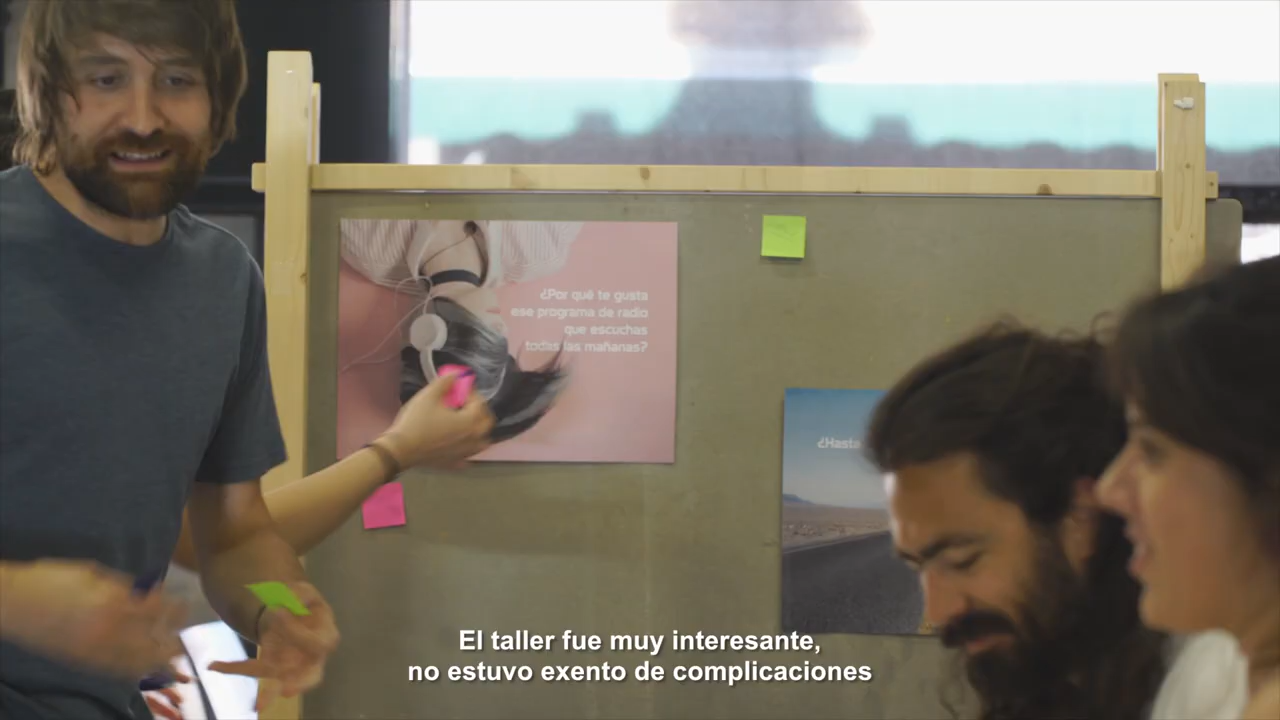 ¿Por qué te gusta
ese programa de radio
que escuchas
todas las mañanas?
¿Hasta
El taller fue muy interesante,
no estuvo exento de complicaciones